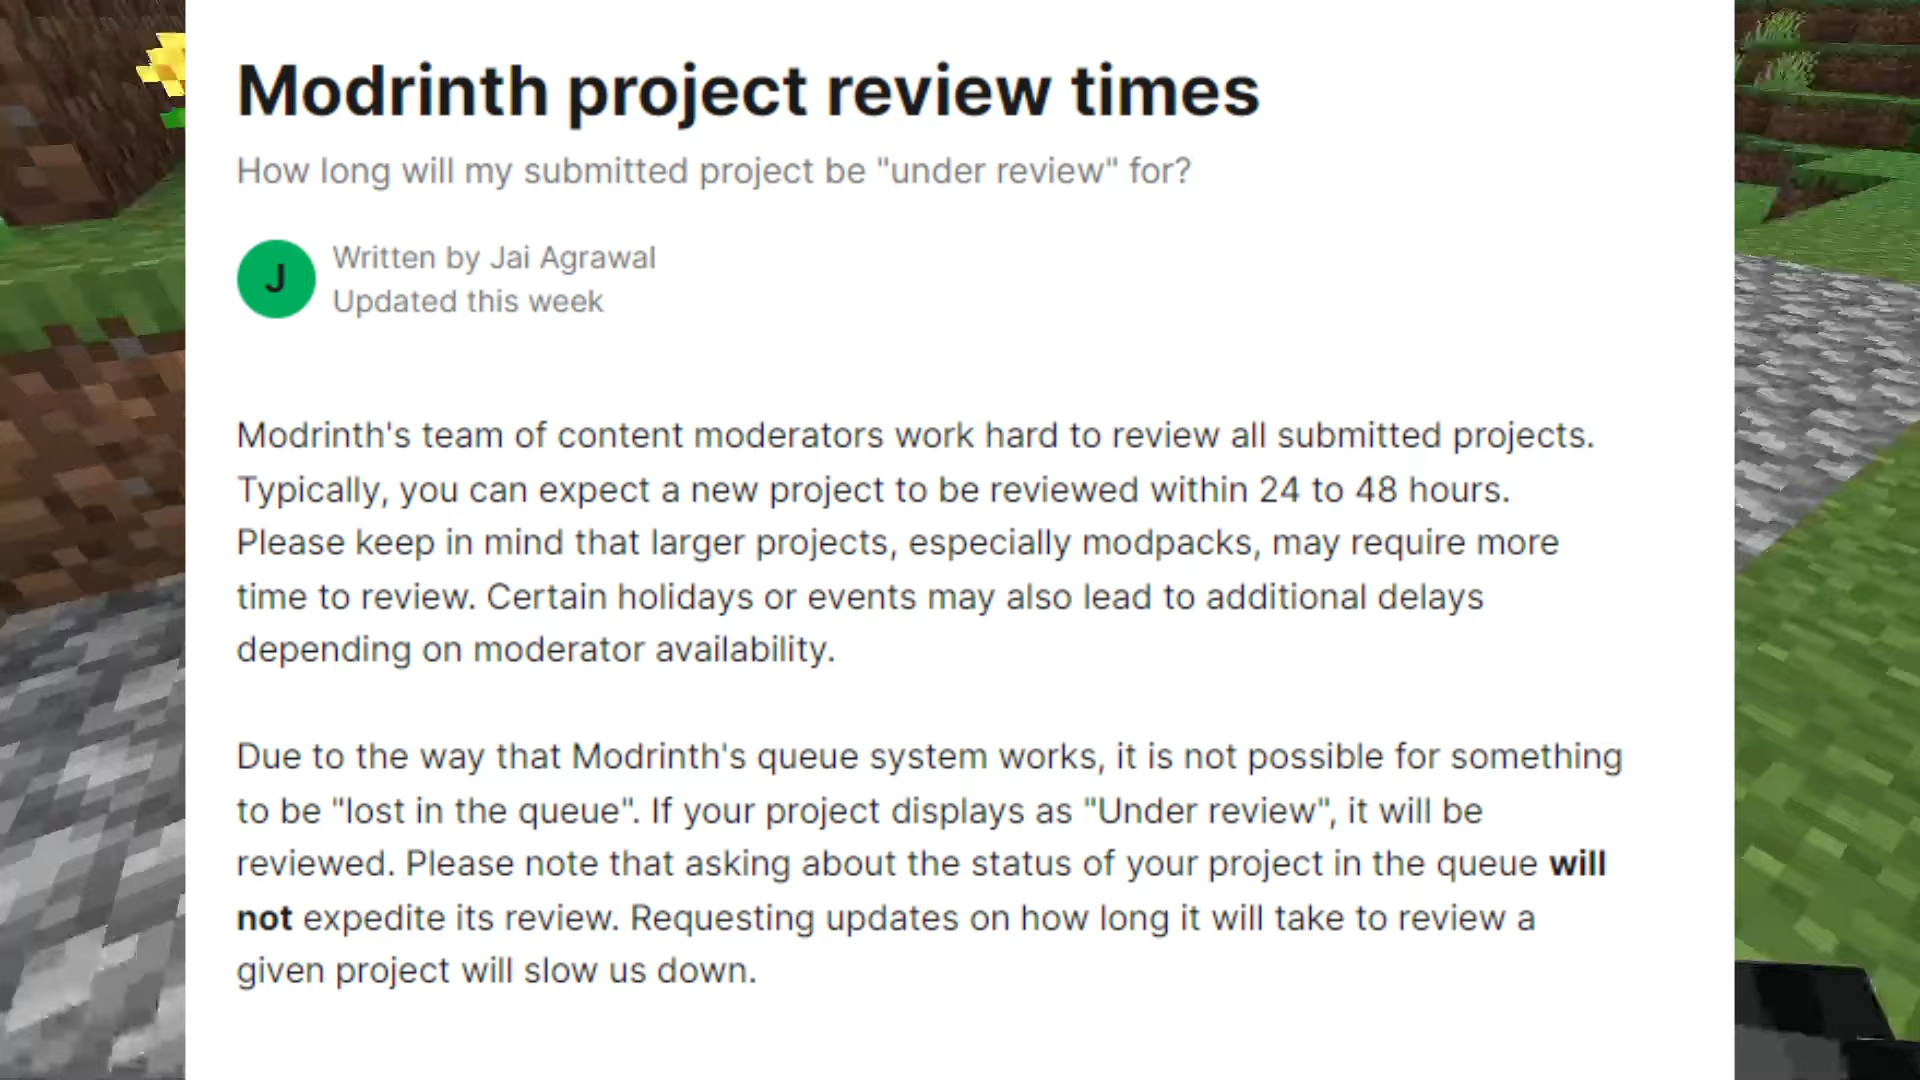 Modrinth project review times
How long will my submitted project be "under review" for?
J
Written by Jai Agrawal
Updated this week
Modrinth's team of content moderators work hard to review all submitted projects.
Typically, you can expect a new project to be reviewed within 24 to 48 hours.
Please keep in mind that larger projects, especially modpacks, may require more
time to review. Certain holidays or events may also lead to additional delays
depending on moderator availability.
Due to the way that Modrinth's queue system works, it is not possible for something
to be "lost in the queue". If your project displays as "Under review", it will be
reviewed. Please note that asking about the status of your project in the queue will
not expedite its review. Requesting updates on how long it will take to review a
given project will slow us down.